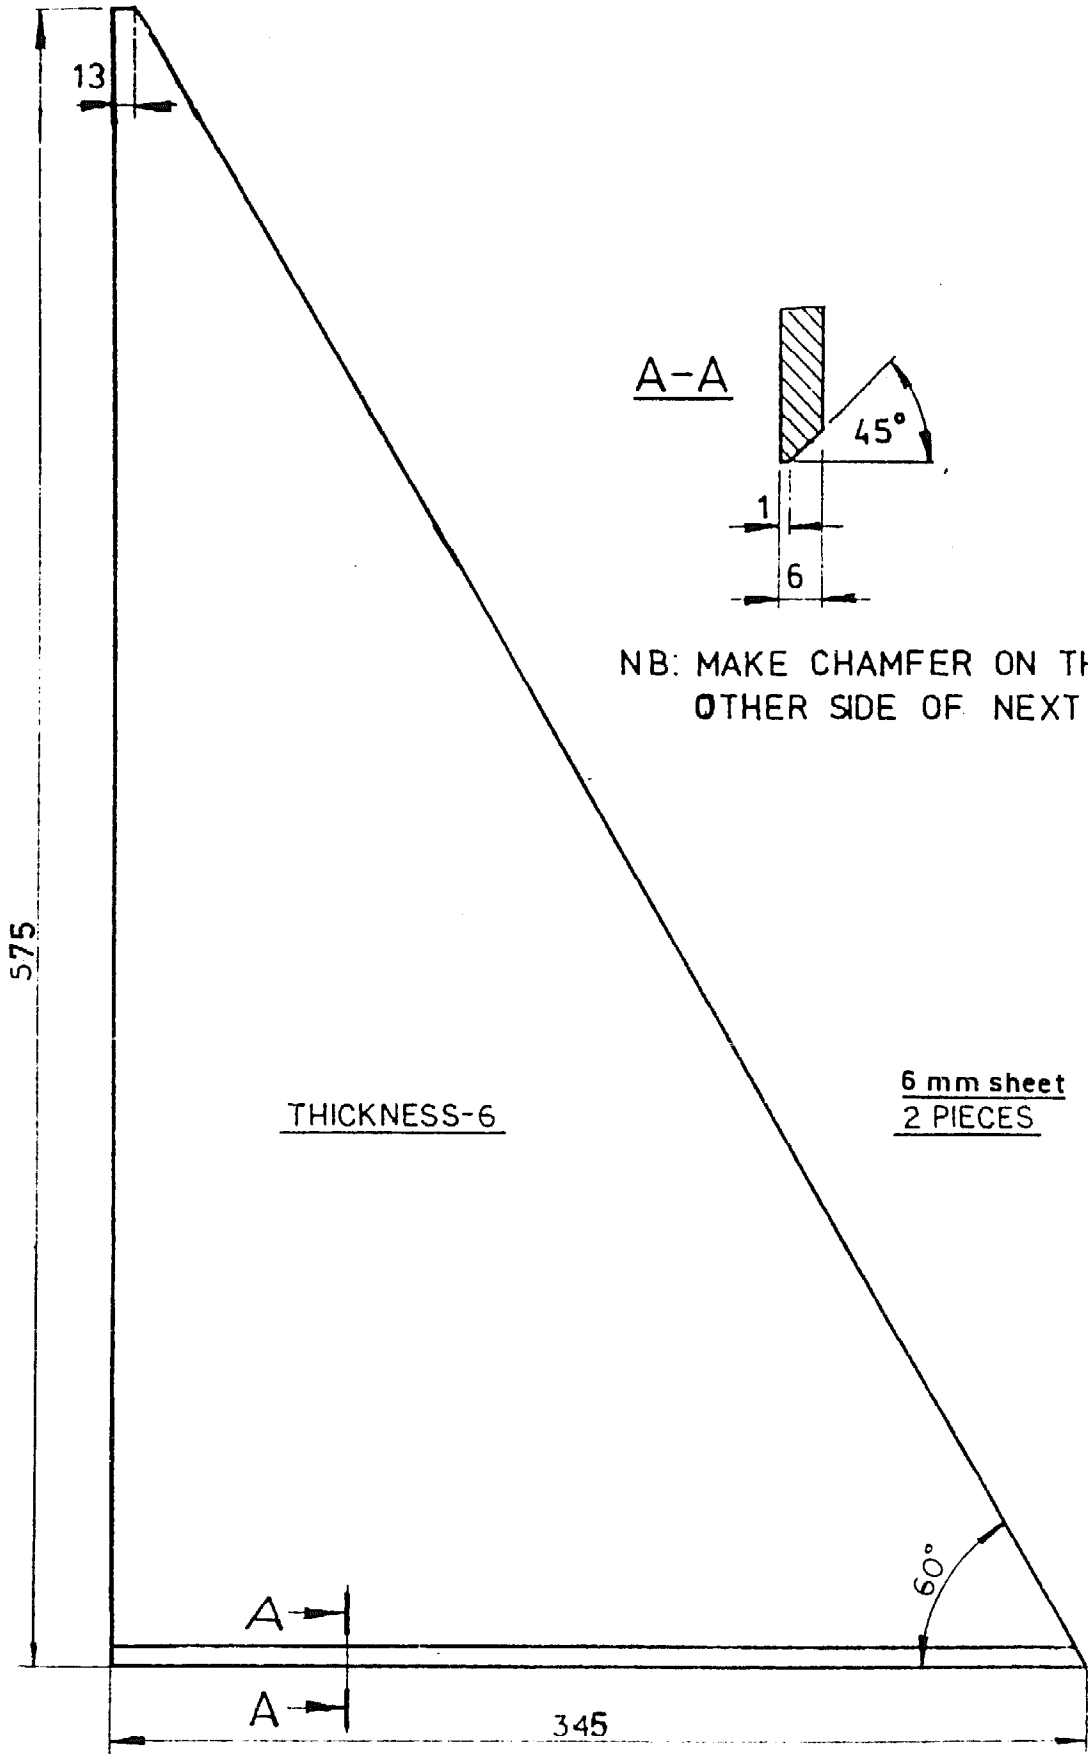 13
A-A
45°
1
6
NB: MAKE CHAMFER ON
OTHER SIDE OF NEXT
575
THICKNESS-6
6 mm sheet
2 PIECES
60°
A
A
345